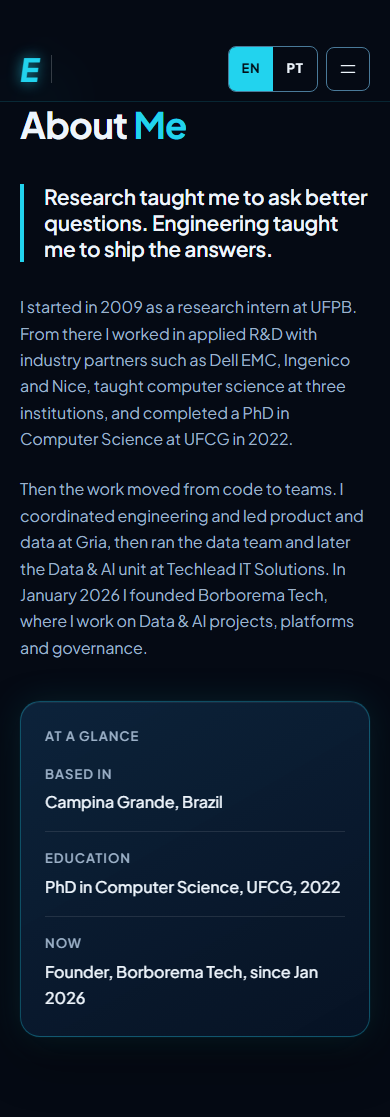 E
EN PT
About Me
Research taught me to ask better
questions. Engineering taught
me to ship the answers.
I started in 2009 as a research intern at UFPB.
From there I worked in applied R&D with
industry partners such as Dell EMC, Ingenico
and Nice, taught computer science at three
institutions, and completed a PhD in
Computer Science at UFCG in 2022.
Then the work moved from code to teams. I
coordinated engineering and led product and
data at Gria, then ran the data team and later
the Data & AI unit at Techlead IT Solutions. In
January 2026 I founded Borborema Tech,
where I work on Data & AI projects, platforms
and governance.
AT A GLANCE
BASED IN
Campina Grande, Brazil
EDUCATION
PhD in Computer Science, UFCG, 2022
NOW
Founder, Borborema Tech, since Jan
2026